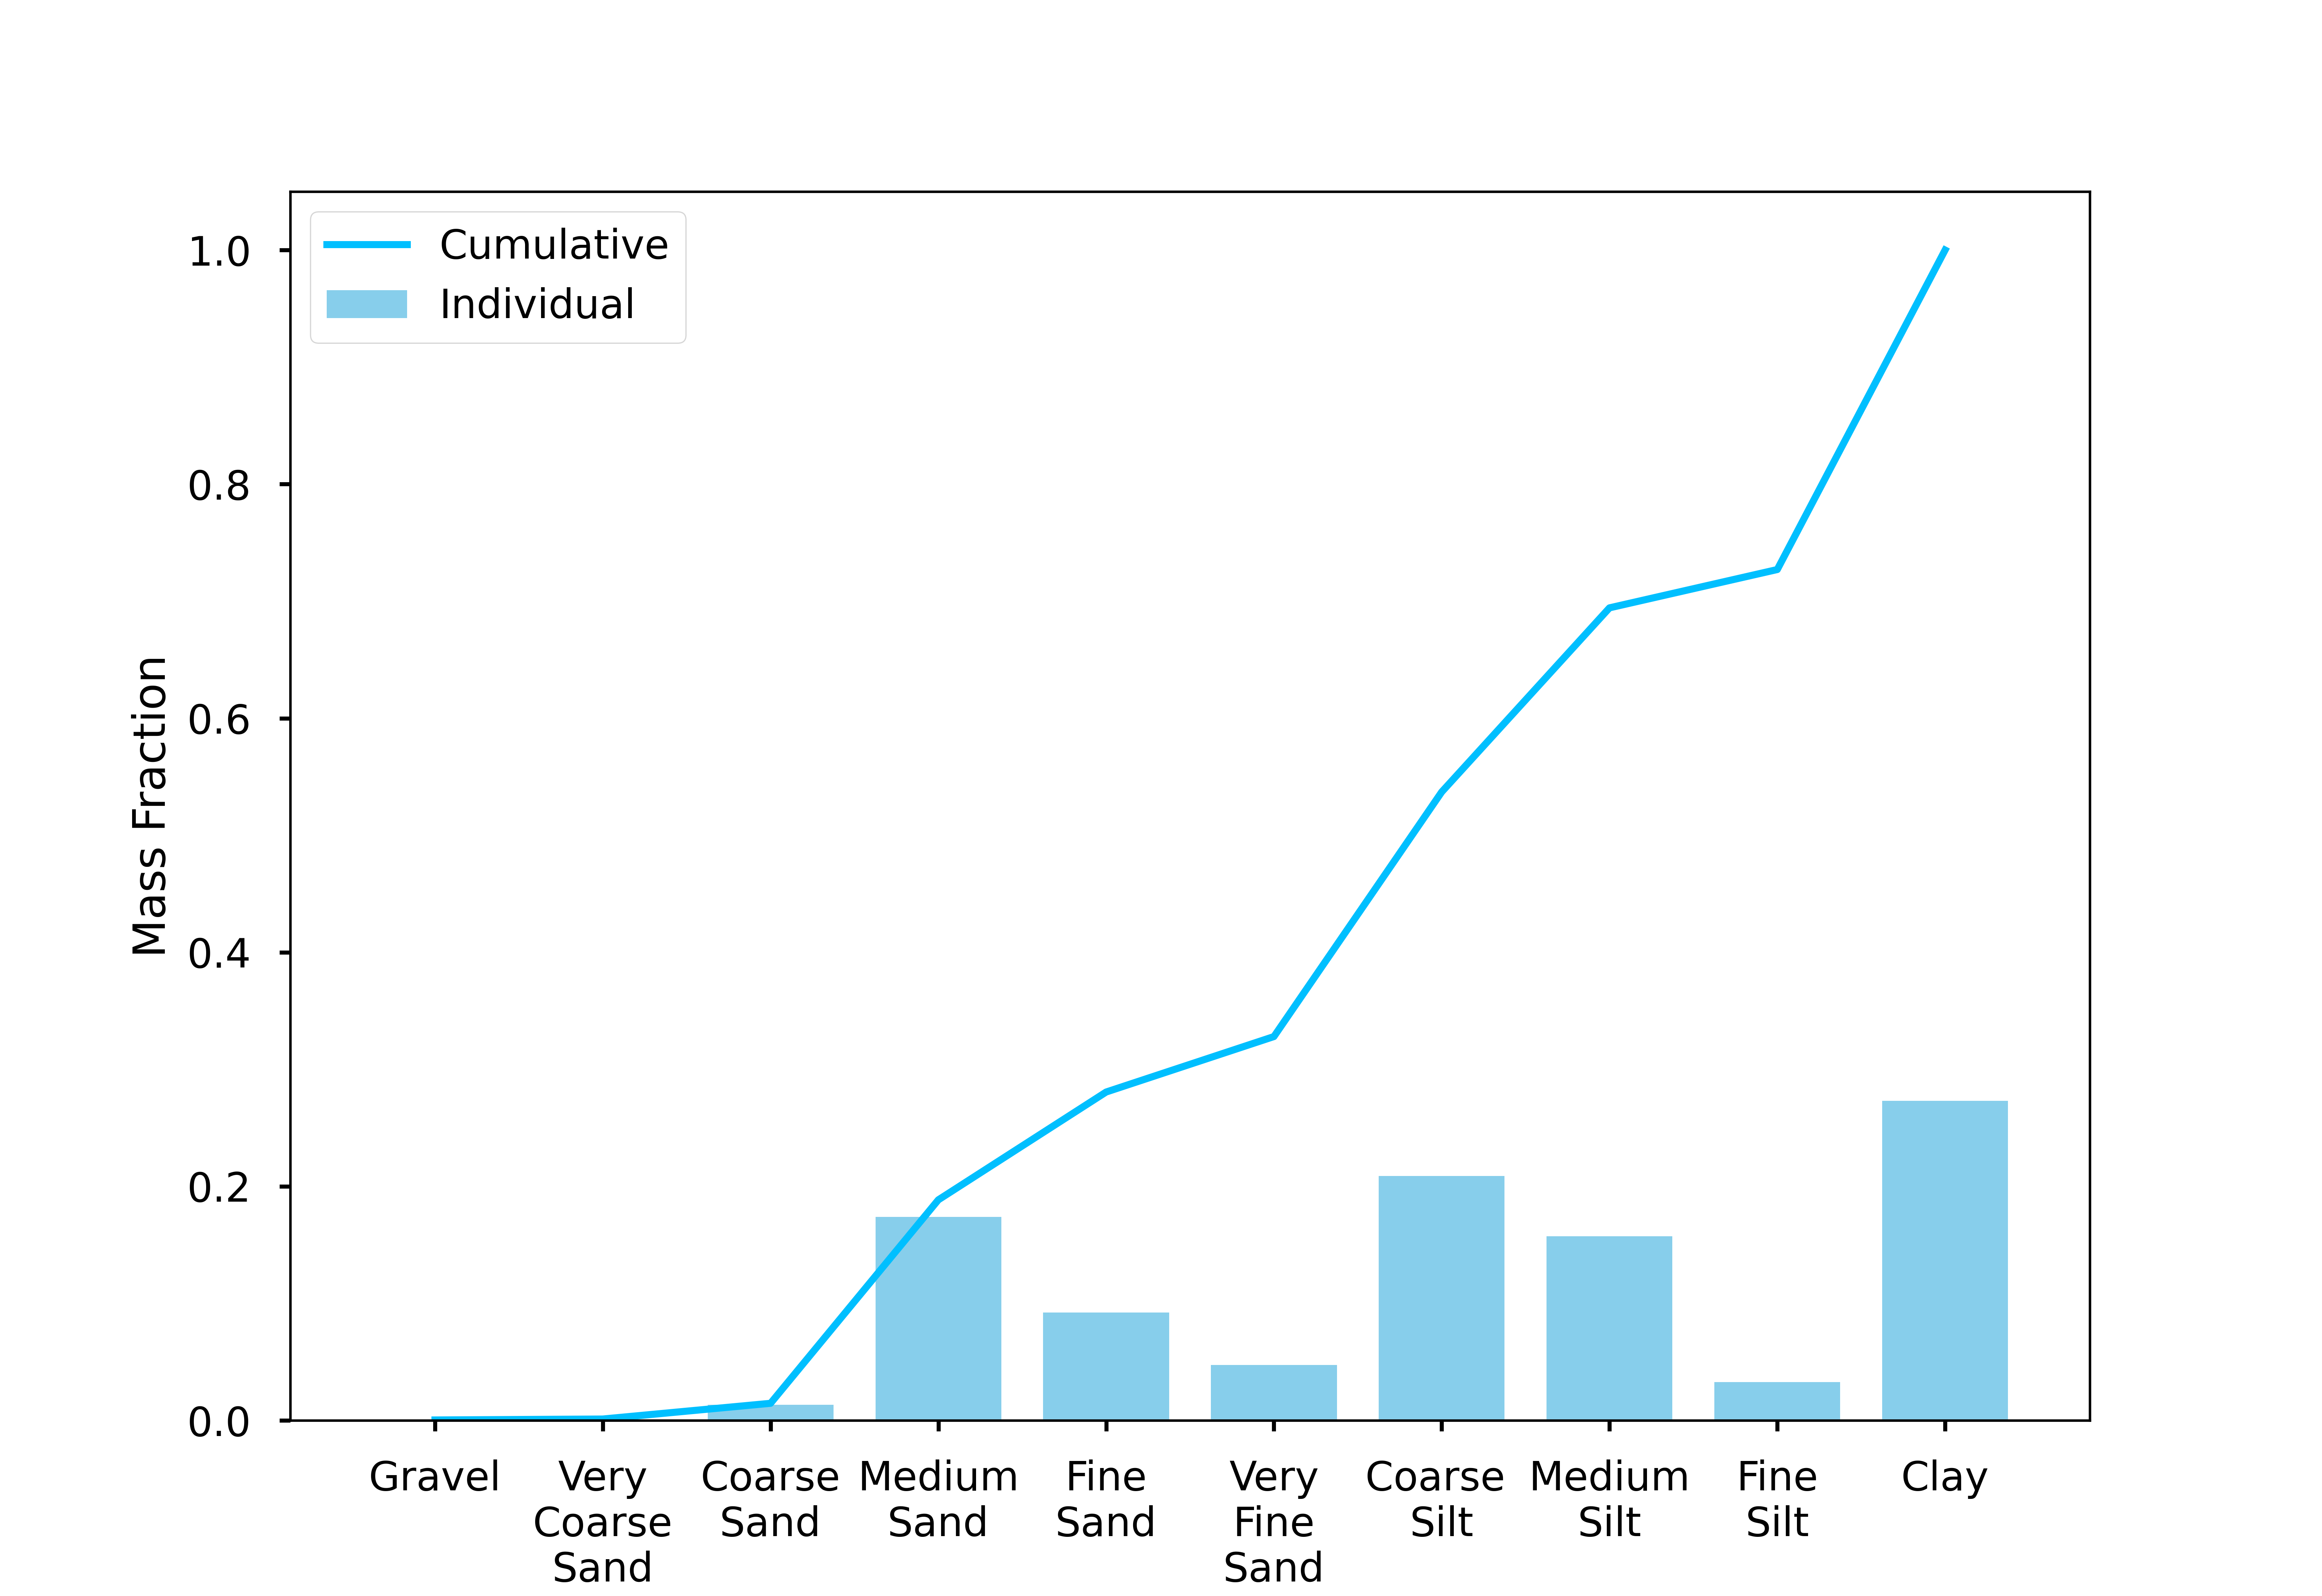 Cumulative
Individual
1.0
0.8
0.6
0.4
0.2
0.0
Mass Fraction
Gravel
Very
Coarse
Sand
Coarse
Sand
Medium
Sand
Fine
Sand
Very
Fine
Sand
Coarse
Silt
Medium
Silt
Fine
Silt
Clay